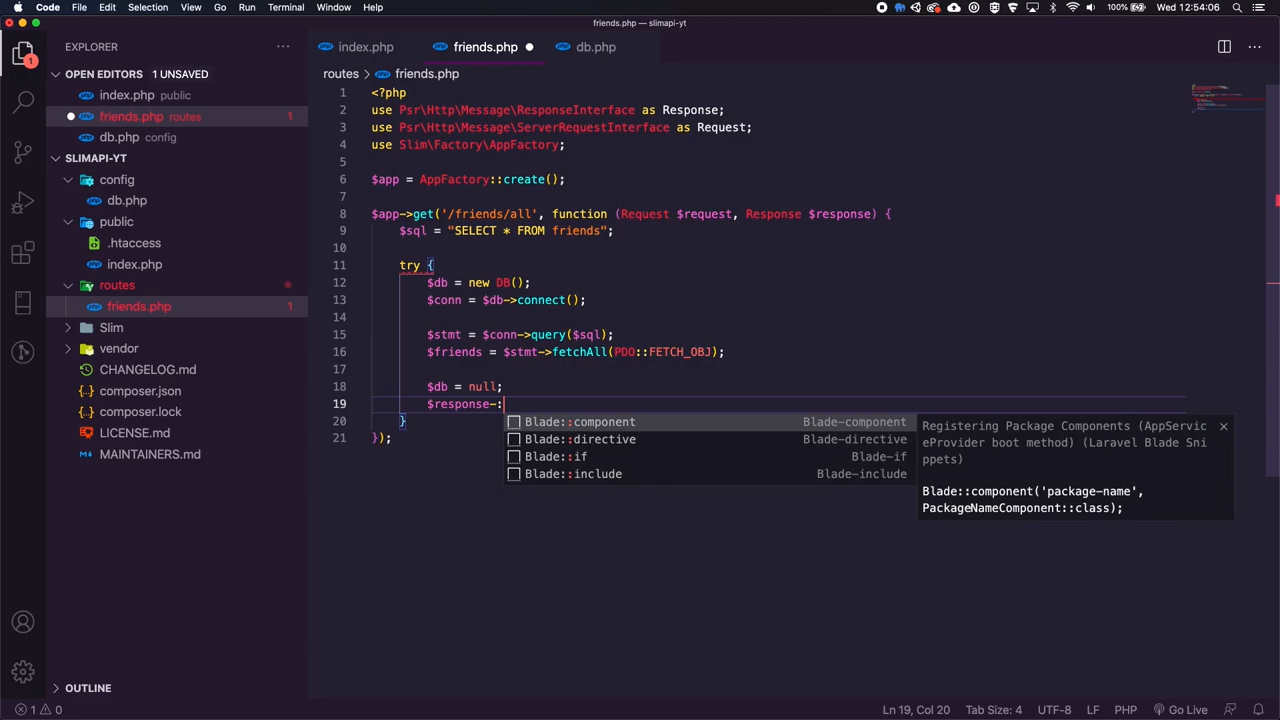 Code File Edit Selection View Go Run Terminal Window Help 100% Wed 12:54:06
friends.php — slimapi-yt
EXPLORER
index.php
friends.php
db.php
OPEN EDITORS 1 UNSAVED
index.php public
friends.php routes 1
db.php config
SLIMAPI-YT
config
db.php
public
.htaccess
index.php
routes
friends.php 1
Slim
vendor
CHANGELOG.md
composer.json
composer.lock
LICENSE.md
MAINTAINERS.md
OUTLINE
routes > friends.php
1 <?php
2 use Psr\Http\Message\ResponseInterface as Response;
3 use Psr\Http\Message\ServerRequestInterface as Request;
4 use Slim\Factory\AppFactory;
5
6 $app = AppFactory::create();
7
8 $app->get('/friends/all', function (Request $request, Response $response) {
9 $sql = "SELECT * FROM friends";
10
11 try {
12 $db = new DB();
13 $conn = $db->connect();
14
15 $stmt = $conn->query($sql);
16 $friends = $stmt->fetchAll(PDO::FETCH_OBJ);
17
18 $db = null;
19 $response-:
20 }
21 });
Blade::component Blade-component
Blade::directive Blade-directive
Blade::if Blade-if
Blade::include Blade-include
Registering Package Components (AppServic
eProvider boot method) (Laravel Blade Sni
ppets)
Blade::component('package-name',
PackageNameComponent::class);
1 0 Ln 19, Col 20 Tab Size: 4 UTF-8 LF PHP Go Live